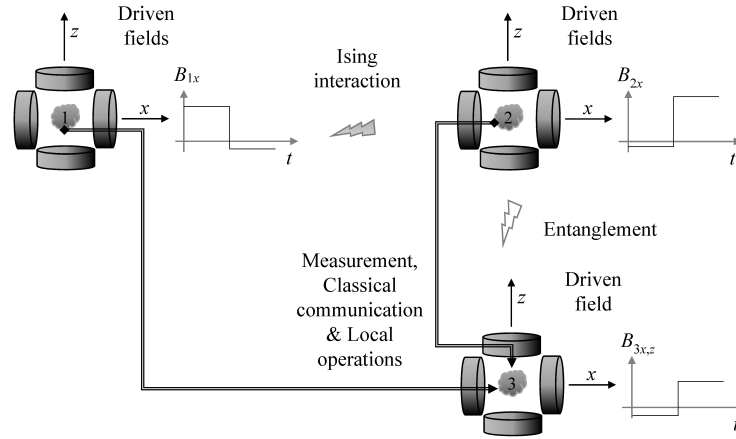 Driven
fields
z
B1x
x
t
1
Ising
interaction
Driven
fields
z
B2x
x
t
2
Entanglement
Measurement,
Classical
communication
& Local
operations
Driven
field
z
B3x,z
x
t
3